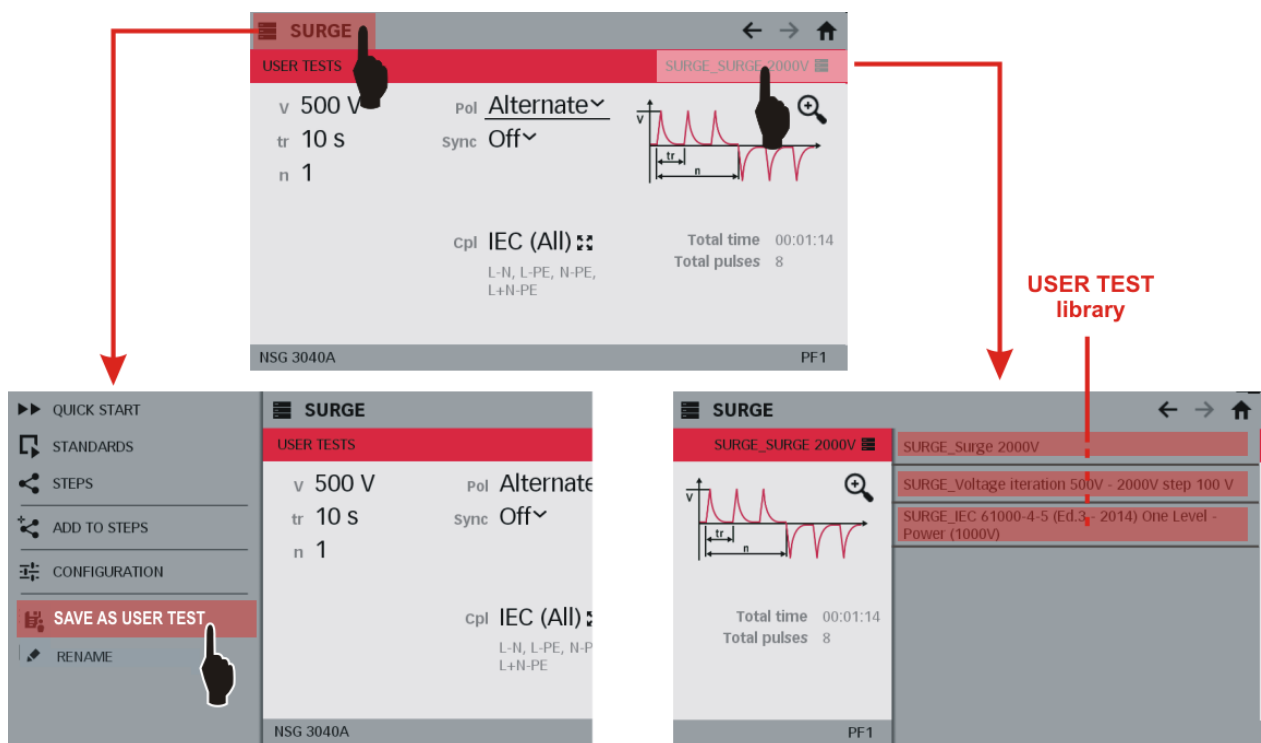 SURGE
USER TESTS
SURGE_SURGE 2000V
V 500 V
Pol Alternate
tr 10 s
Sync Off
n 1
V
tr
n
Cpl IEC (All)
L-N, L-PE, N-PE,
L+N-PE
Total time 00:01:14
Total pulses 8
NSG 3040A
PF1
USER TEST
library
QUICK START
STANDARDS
STEPS
ADD TO STEPS
CONFIGURATION
SAVE AS USER TEST
RENAME
SURGE
USER TESTS
V 500 V
Pol Alternate
tr 10 s
Sync Off
n 1
Cpl IEC (All)
L-N, L-PE, N-P
L+N-PE
NSG 3040A
SURGE
SURGE_SURGE 2000V
V
tr
n
Total time 00:01:14
Total pulses 8
PF1
SURGE_Surge 2000V
SURGE_Voltage iteration 500V - 2000V step 100 V
SURGE_IEC 61000-4-5 (Ed.3 - 2014) One Level -
Power (1000V)